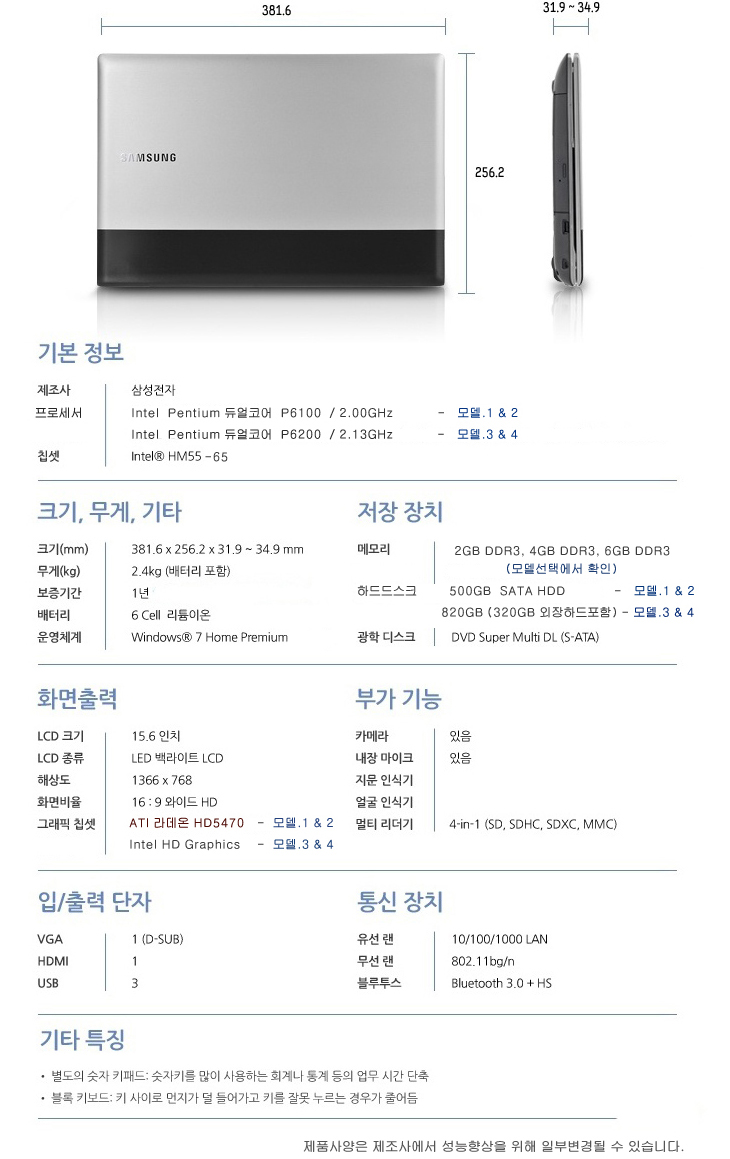 381.6
31.9 ~ 34.9
SAMSUNG
256.2
기본 정보
제조사 삼성전자
프로세서 Intel Pentium 듀얼코어 P6100 / 2.00GHz - 모델.1 & 2
Intel Pentium 듀얼코어 P6200 / 2.13GHz - 모델.3 & 4
칩셋 Intel® HM55 -65
크기, 무게, 기타
크기(mm) 381.6 x 256.2 x 31.9 ~ 34.9 mm
무게(kg) 2.4kg (배터리 포함)
보증기간 1년
배터리 6 Cell 리튬이온
운영체계 Windows® 7 Home Premium
저장 장치
메모리 2GB DDR3, 4GB DDR3, 6GB DDR3
(모델선택에서 확인)
하드드스크 500GB SATA HDD - 모델.1 & 2
820GB (320GB 외장하드포함) - 모델.3 & 4
광학 디스크 DVD Super Multi DL (S-ATA)
화면출력
LCD 크기 15.6 인치
LCD 종류 LED 백라이트 LCD
해상도 1366 x 768
화면비율 16 : 9 와이드 HD
그래픽 칩셋 ATI 라데온 HD5470 - 모델.1 & 2
Intel HD Graphics - 모델.3 & 4
부가 기능
카메라 있음
내장 마이크 있음
지문 인식기
얼굴 인식기
멀티 리더기 4-in-1 (SD, SDHC, SDXC, MMC)
입/출력 단자
VGA 1 (D-SUB)
HDMI 1
USB 3
통신 장치
유선 랜 10/100/1000 LAN
무선 랜 802.11bg/n
블루투스 Bluetooth 3.0 + HS
기타 특징
• 별도의 숫자 키패드: 숫자키를 많이 사용하는 회계나 통계 등의 업무 시간 단축
• 블록 키보드: 키 사이로 먼지가 덜 들어가고 키를 잘못 누르는 경우가 줄어듬
제품사양은 제조사에서 성능향상을 위해 일부변경될 수 있습니다.